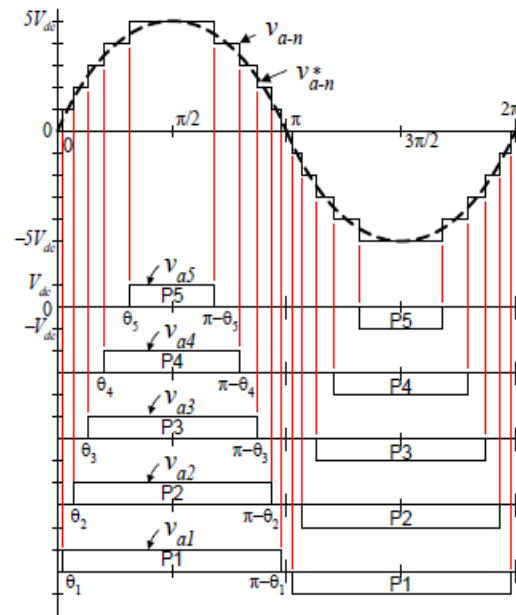 5V_dc
v_a-n
v*_a-n
0
0
π/2
π
3π/2
2π
–5V_dc
V_dc
v_a5
P5
0
θ_5
π–θ_5
–V_dc
P5
v_a4
P4
θ_4
π–θ_4
P4
v_a3
P3
θ_3
π–θ_3
P3
v_a2
P2
θ_2
π–θ_2
P2
v_a1
P1
θ_1
π–θ_1
P1